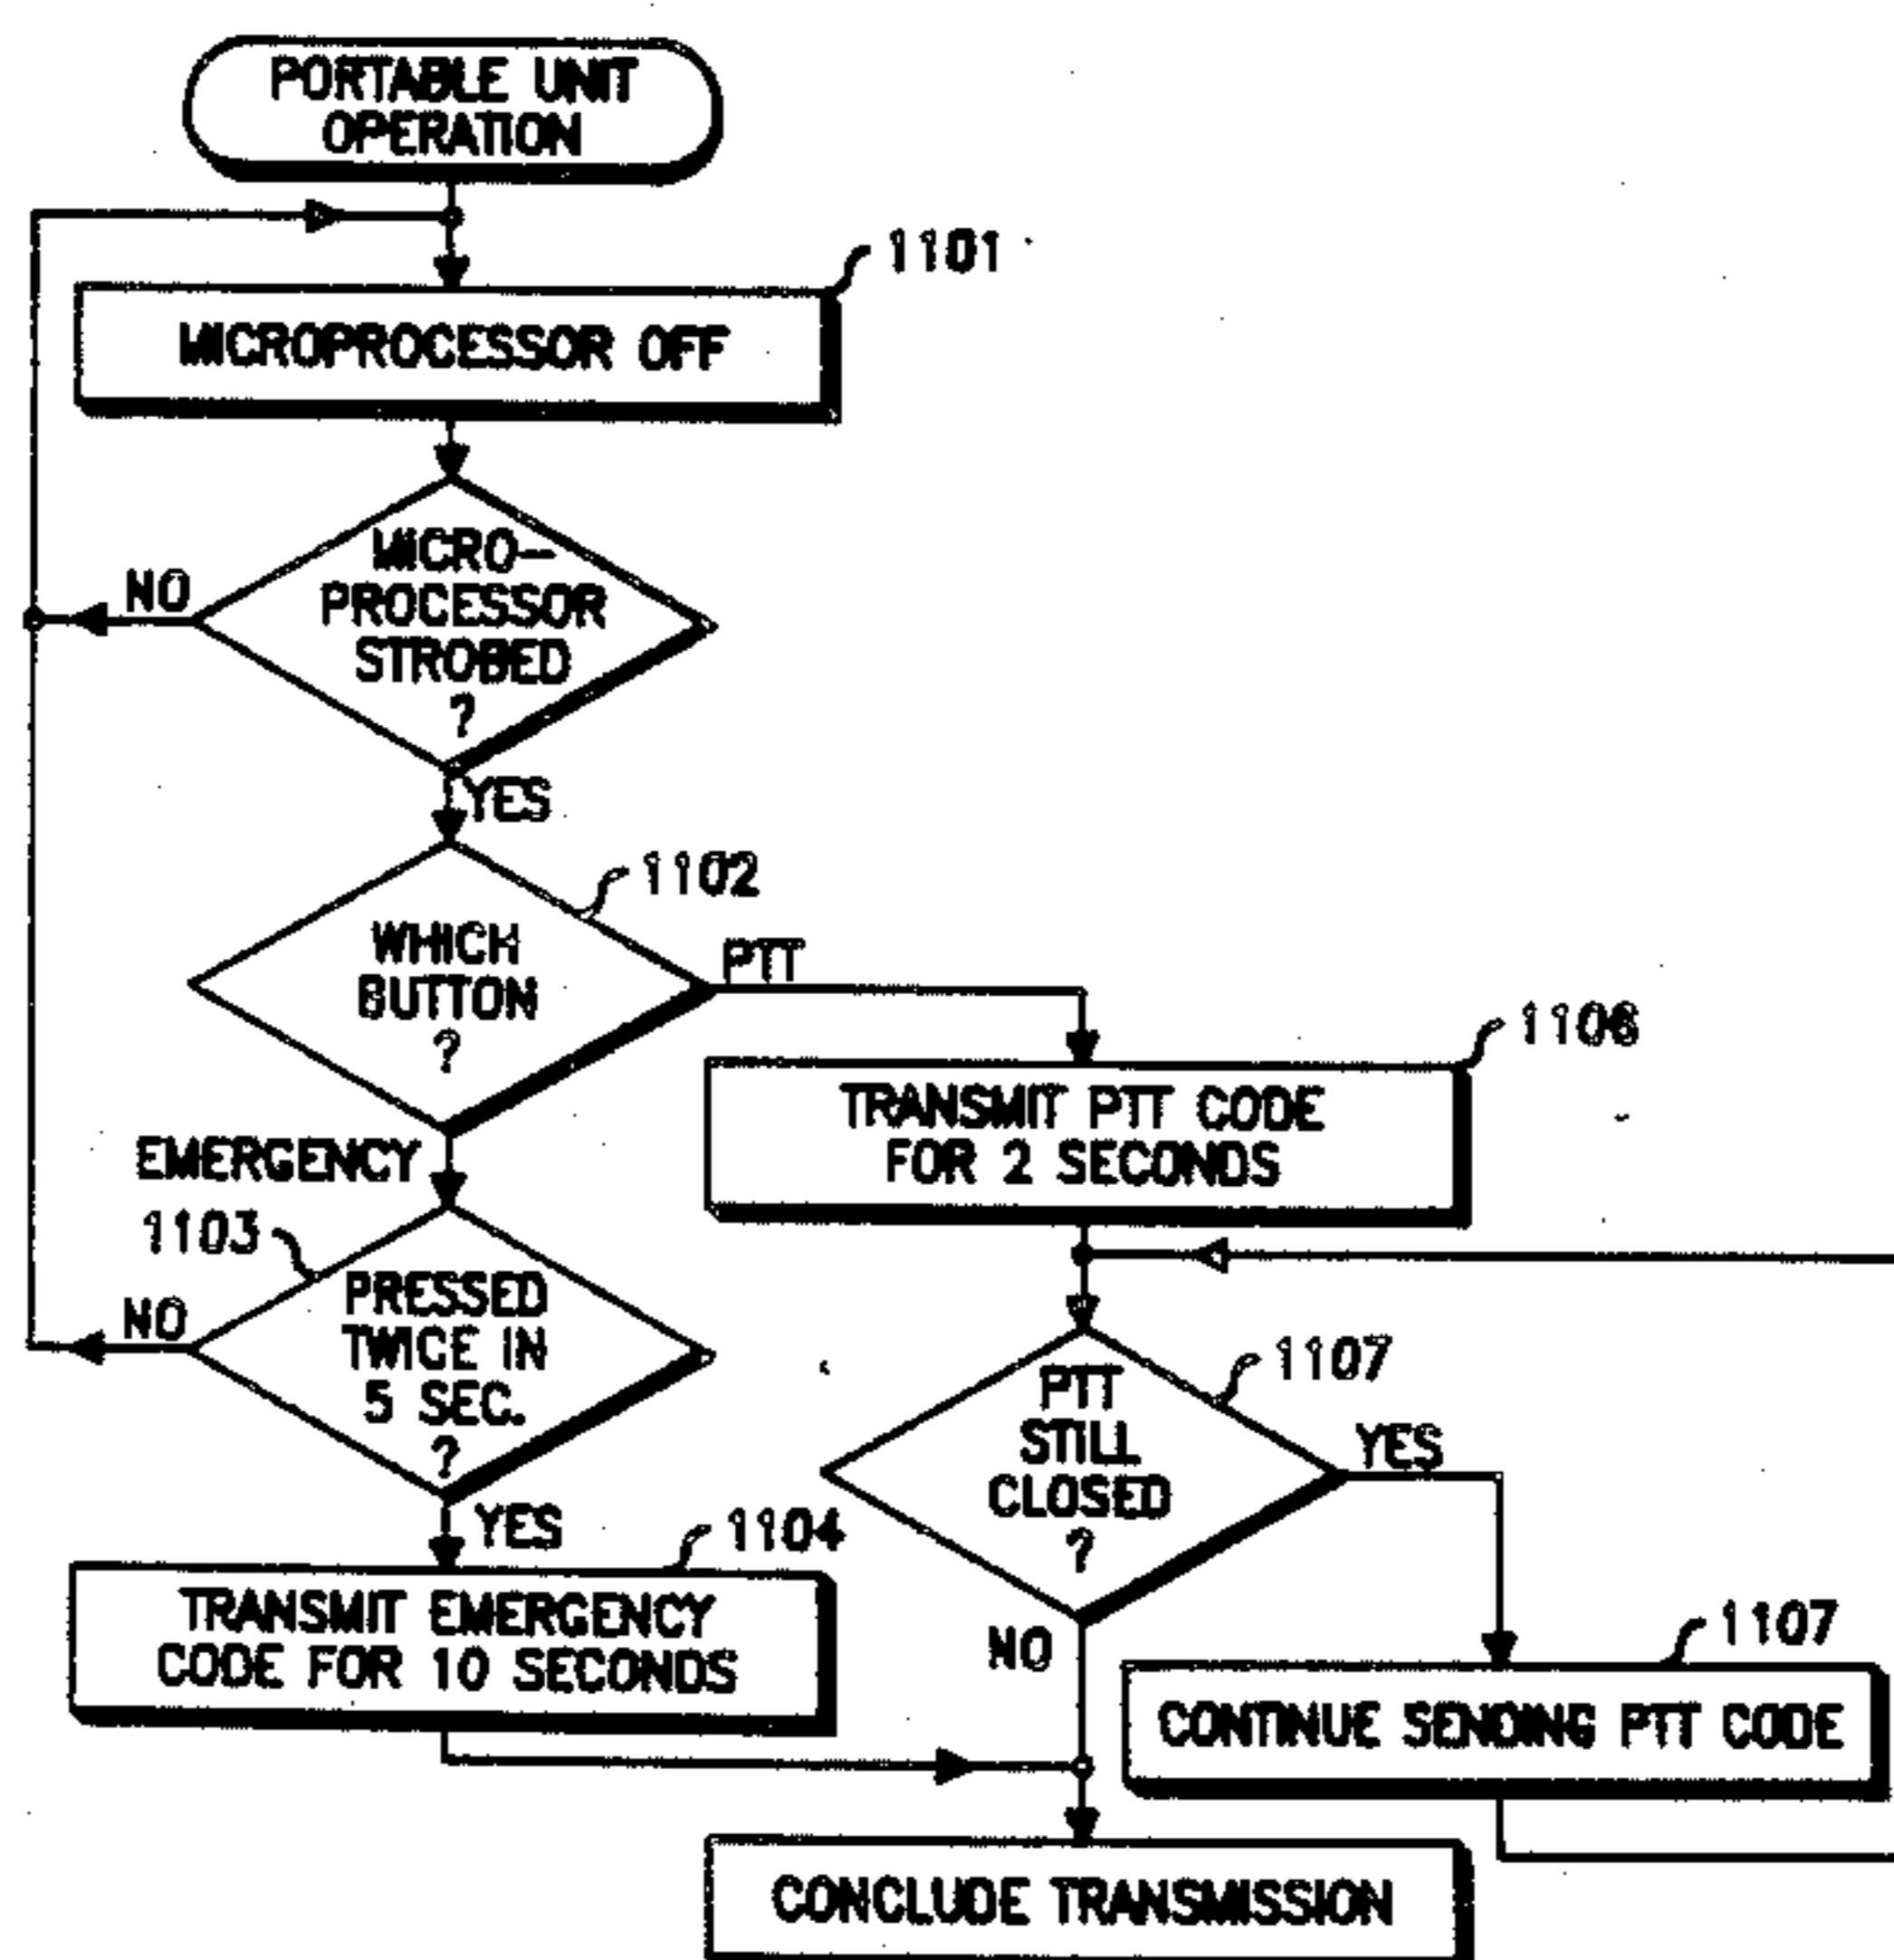 PORTABLE UNIT
OPERATION
1101
MICROPROCESSOR OFF
MICRO-
PROCESSOR
STROBED
?
NO
YES
1102
WHICH
BUTTON
?
PTT
EMERGENCY
1106
TRANSMIT PTT CODE
FOR 2 SECONDS
1103
PRESSED
TWICE IN
5 SEC.
?
NO
YES
1107
PTT
STILL
CLOSED
?
YES
NO
1104
TRANSMIT EMERGENCY
CODE FOR 10 SECONDS
1107
CONTINUE SENDING PTT CODE
CONCLUDE TRANSMISSION